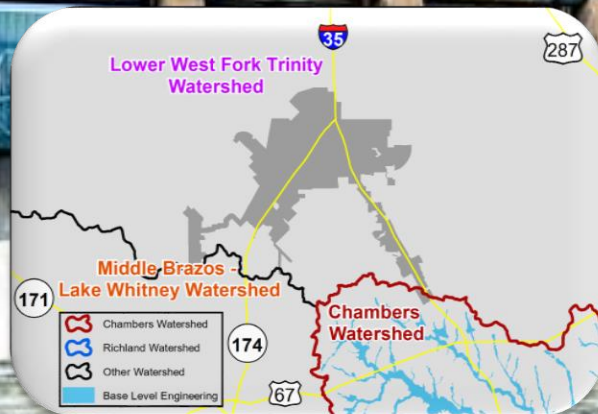 35
287
Lower West Fork Trinity
Watershed
Middle Brazos -
Lake Whitney Watershed
171
Chambers
Watershed
174
67
Chambers Watershed
Richland Watershed
Other Watershed
Base Level Engineering